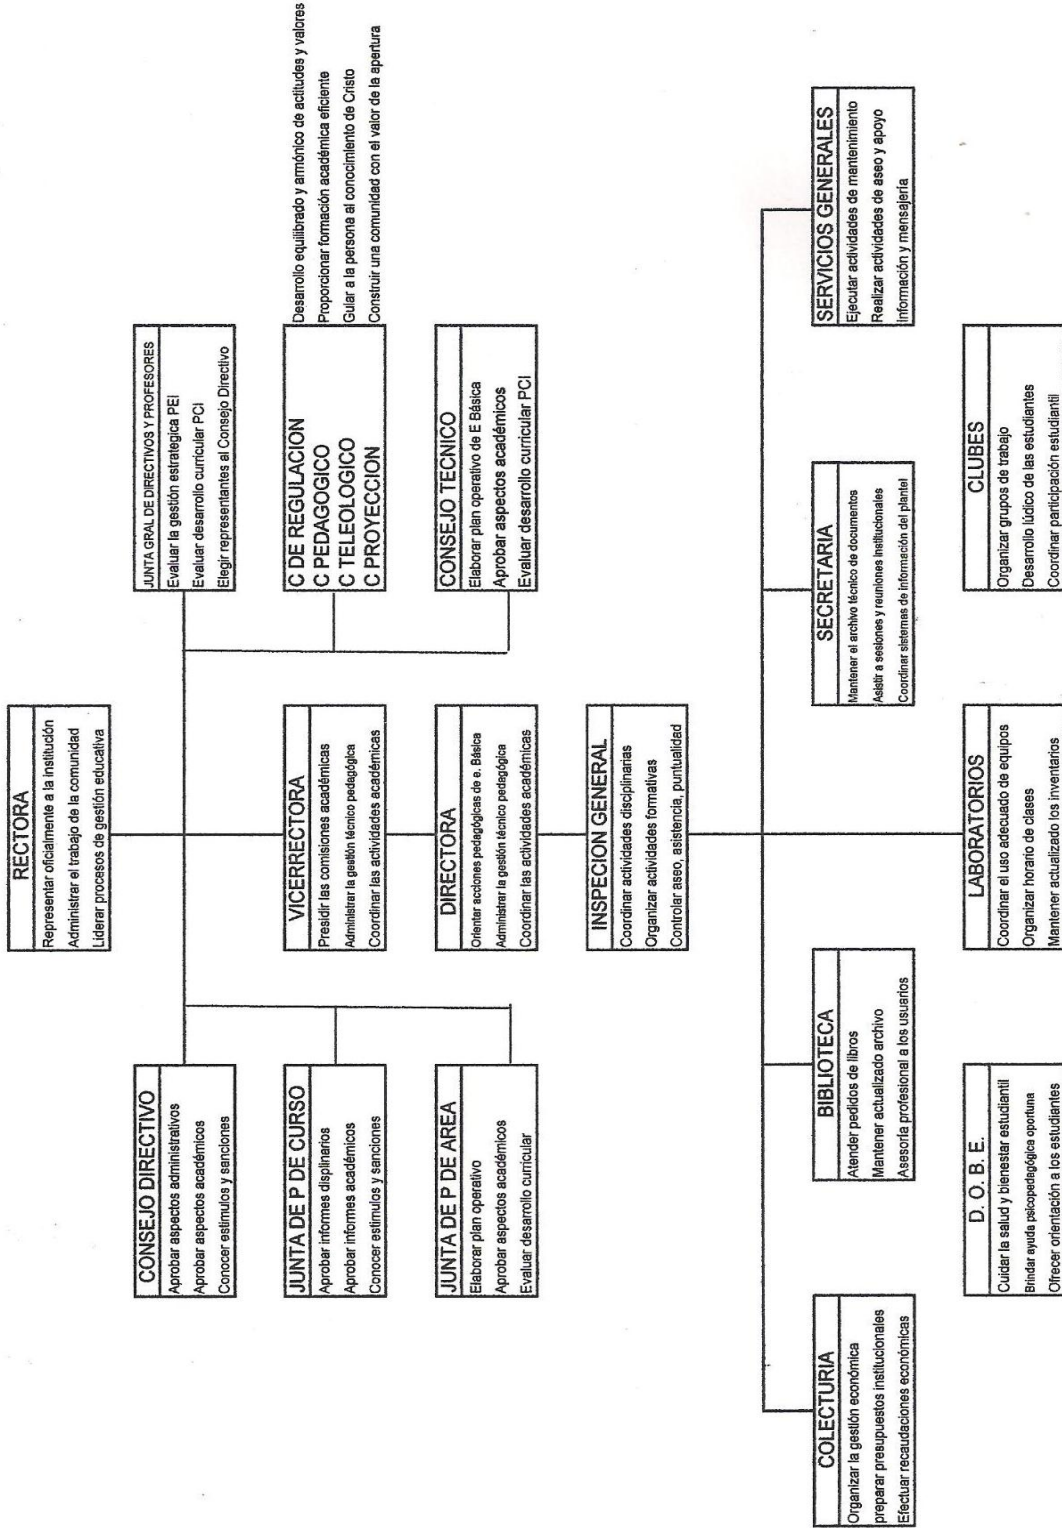 RECTORA
Representar oficialmente a la institución
Administrar el trabajo de la comunidad
Liderar procesos de gestión educativa
CONSEJO DIRECTIVO
Aprobar aspectos administrativos
Aprobar aspectos académicos
Conocer estimulos y sanciones
JUNTA GRAL DE DIRECTIVOS Y PROFESORES
Evaluar la gestión estrategica PEI
Evaluar desarrollo curricular PCI
Elegir representantes al Consejo Directivo
JUNTA DE P DE CURSO
Aprobar informes displinarios
Aprobar informes académicos
Conocer estimulos y sanciones
VICERRECTORA
Presidir las comisiones académicas
Administrar la gestión técnico pedagógica
Coordinar las actividades académicas
C DE REGULACION
C PEDAGOGICO
C TELEOLOGICO
C PROYECCION
Desarrollo equilibrado y armónico de actitudes y valores
Proporcionar formación académica eficiente
Guiar a la persona al conocimiento de Cristo
Construir una comunidad con el valor de la apertura
JUNTA DE P DE AREA
Elaborar plan operativo
Aprobar aspectos académicos
Evaluar desarrollo curricular
DIRECTORA
Orientar acciones pedagógicas de e. Básica
Administrar la gestión técnico pedagógica
Coordinar las actividades académicas
CONSEJO TECNICO
Elaborar plan operativo de E Básica
Aprobar aspectos académicos
Evaluar desarrollo curricular PCI
INSPECION GENERAL
Coordinar actividades disciplinarias
Organizar actividades formativas
Controlar aseo, asistencia, puntualidad
COLECTURIA
Organizar la gestión económica
preparar presupuestos institucionales
Efectuar recaudaciones económicas
BIBLIOTECA
Atender pedidos de libros
Mantener actualizado archivo
Asesoría profesional a los usuarios
SECRETARIA
Mantener el archivo técnico de documentos
Asistir a sesiones y reuniones institucionales
Coordinar sistemas de información del plantel
SERVICIOS GENERALES
Ejecutar actividades de mantenimiento
Realizar actividades de aseo y apoyo
Información y mensajería
D. O. B. E.
Cuidar la salud y bienestar estudiantil
Brindar ayuda psicopedagógica oportuna
Ofrecer orientación a los estudiantes
LABORATORIOS
Coordinar el uso adecuado de equipos
Organizar horario de clases
Mantener actualizado los inventarios
CLUBES
Organizar grupos de trabajo
Desarrollo lúdico de las estudiantes
Coordinar participación estudiantil